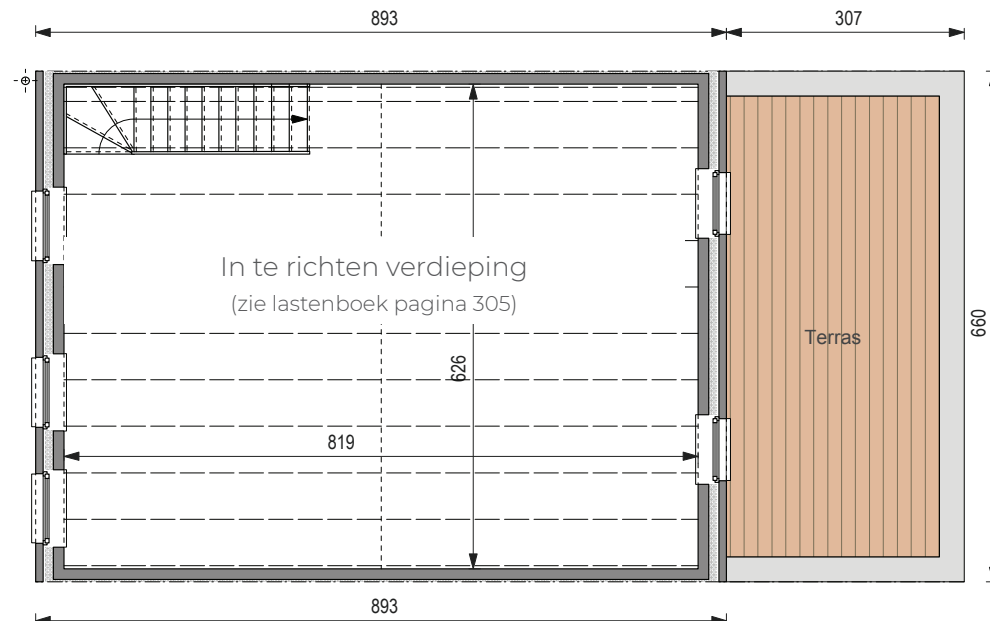 893
307
In te richten verdieping
(zie lastenboek pagina 305)
Terras
660
626
819
893